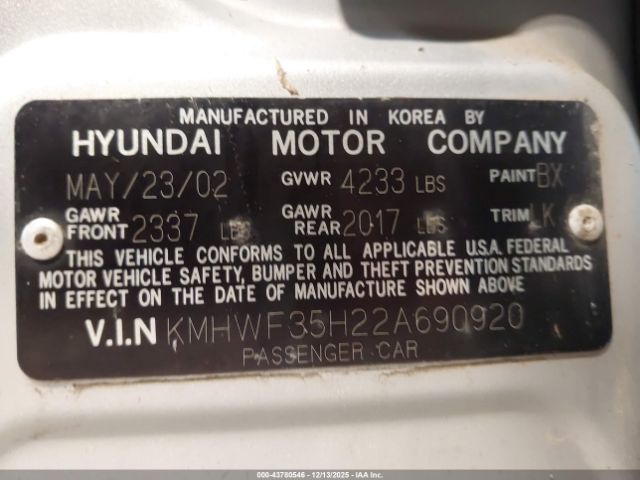 MANUFACTURED IN KOREA BY
HYUNDAI MOTOR COMPANY
MAY/23/02 GVWR 4233 LBS PAINT BX
GAWR FRONT 2337 LBS GAWR REAR 2017 LBS TRIM LK
THIS VEHICLE CONFORMS TO ALL APPLICABLE U.S.A. FEDERAL
MOTOR VEHICLE SAFETY, BUMPER AND THEFT PREVENTION STANDARDS
IN EFFECT ON THE DATE OF MANUFACTURE SHOWN ABOVE
V.I.N KMHWF35H22A690920
PASSENGER CAR
000-43780546 - 12/13/2025 - IAA Inc.